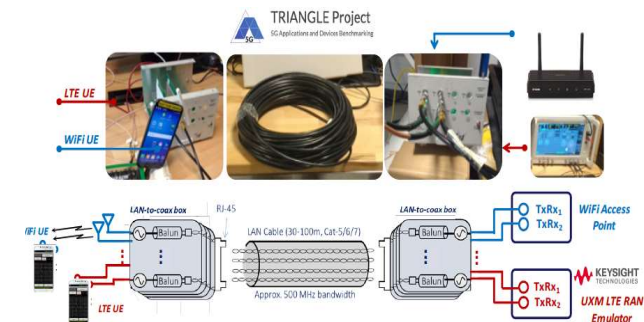 TRIANGLE Project
5G Applications and Devices Benchmarking
5G
LTE UE
WiFi UE
LAN-to-coax box
RJ-45
LAN-to-coax box
TxRx1
TxRx2
WiFi Access
Point
iFi UE
Balun
LAN Cable (30-100m, Cat-5/6/7)
Balun
Balun
Approx. 500 MHz bandwidth
Balun
TxRx1
TxRx2
KEYSIGHT
TECHNOLOGIES
LTE UE
UXM LTE RAN
Emulator